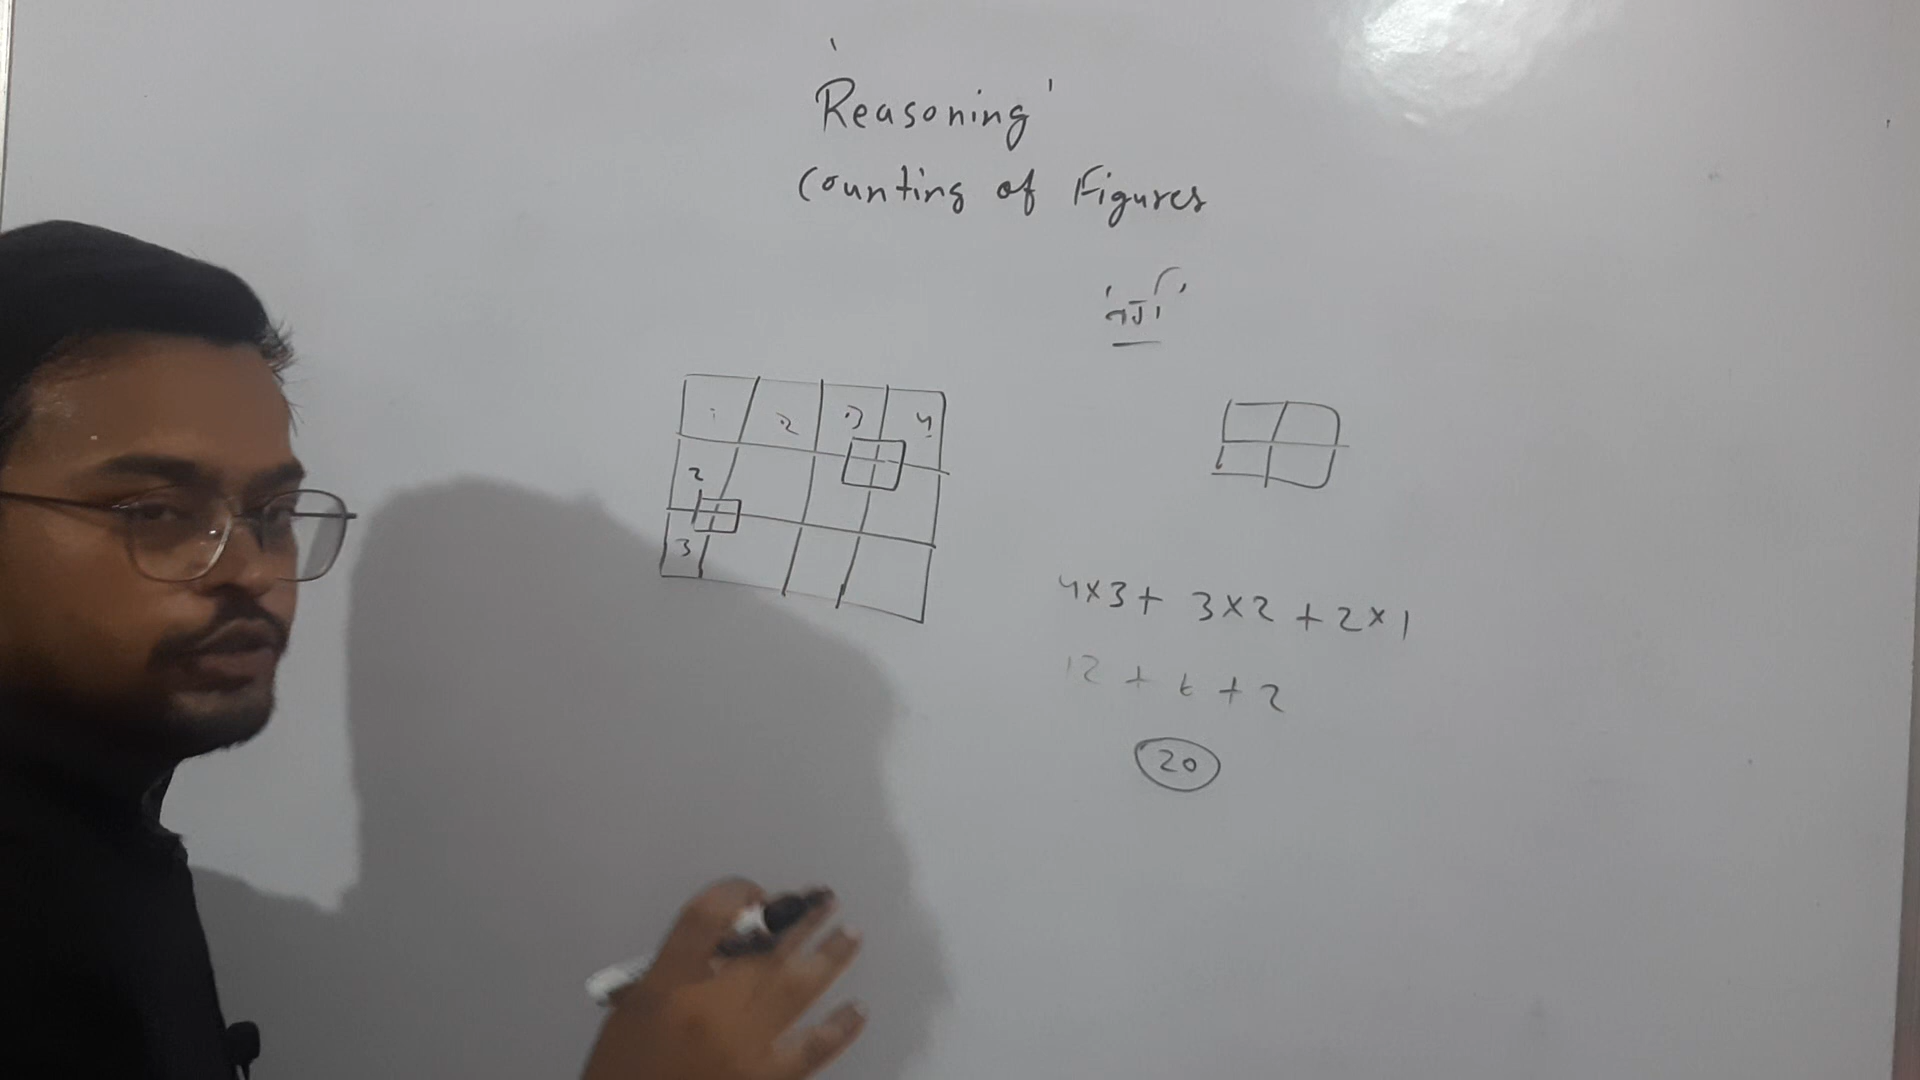 'Reasoning'
Counting of Figures
'वर्ग'
1 2 3 4
2
3
4×3+ 3×2 +2×1
12 + 6 + 2
20